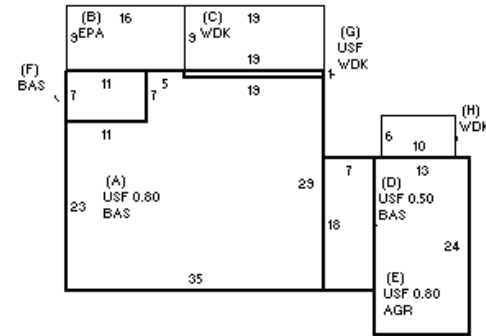 (B)
EPA
16
9
(C)
WDK
19
9
19
(G)
USF
WDK
1
19
(F)
BAS
11
5
7
7
11
(H)
WDK
6
10
(A)
USF 0.80
BAS
23
29
7
18
13
(D)
USF 0.50
BAS
24
(E)
USF 0.80
AGR
35